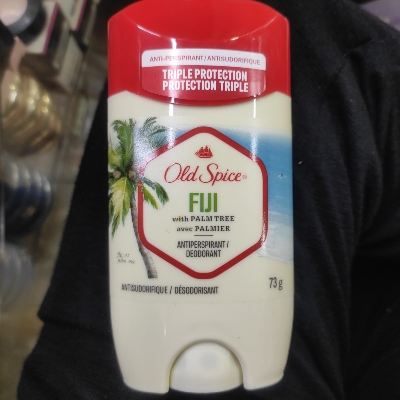 ANTI-PERSPIRANT/ANTISUDORIFIQUE
TRIPLE PROTECTION
PROTECTION TRIPLE
Old Spice
FIJI
with PALM TREE
avec PALMIER
ANTIPERSPIRANT/
DEODORANT
73 g
ANTISUDORIFIQUE / DÉSODORISANT